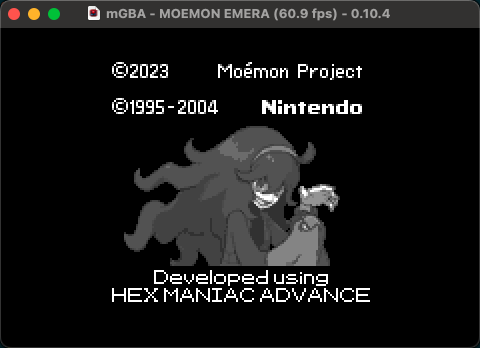 mGBA - MOEMON EMERA (60.9 fps) - 0.10.4
©2023 Moémon Project
©1995-2004 Nintendo
Developed using
HEX MANIAC ADVANCE